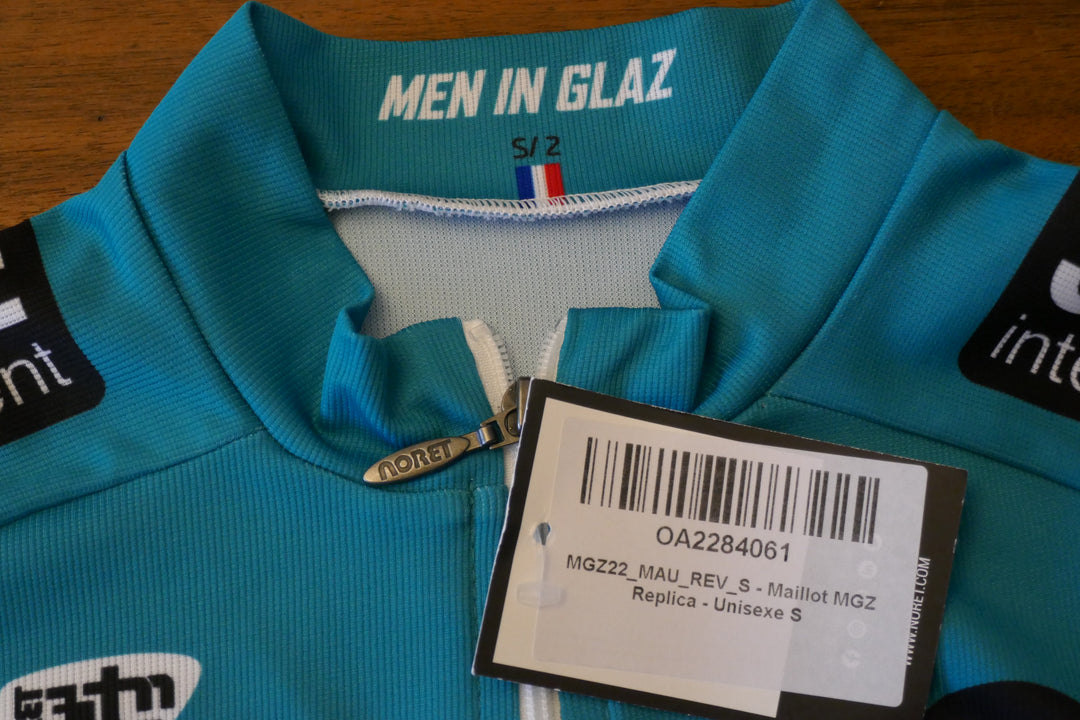 MEN IN GLAZ
S/ 2
ent
inte
NORET
OA2284061
MGZ22_MAU_REV_S - Maillot MGZ
Replica - Unisexe S
WWW.NORET.COM